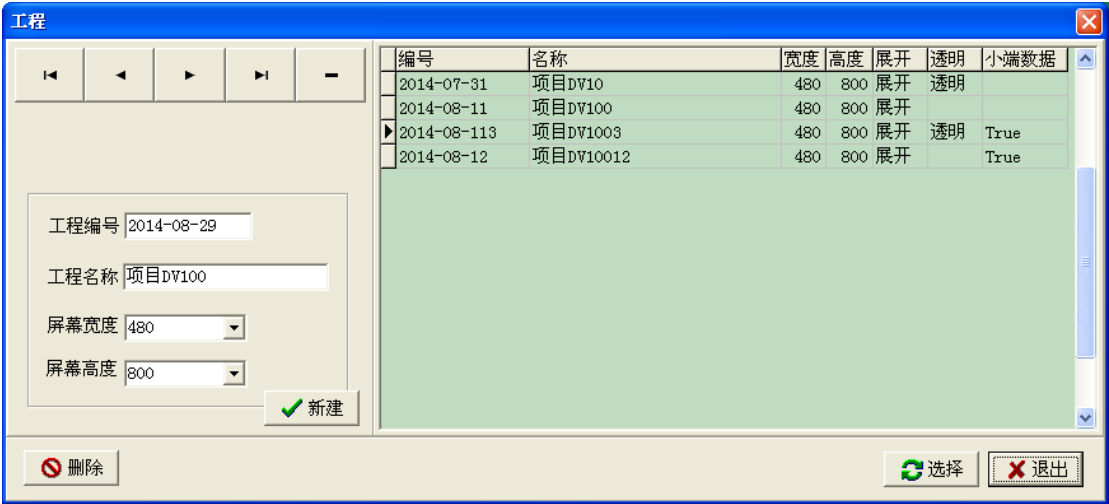 工程
编号 名称 宽度 高度 展开 透明 小端数据
2014-07-31 项目DV10 480 800 展开 透明
2014-08-11 项目DV100 480 800 展开
2014-08-113 项目DV1003 480 800 展开 透明 True
2014-08-12 项目DV10012 480 800 展开 True
工程编号 2014-08-29
工程名称 项目DV100
屏幕宽度 480
屏幕高度 800
新建
删除 选择 退出